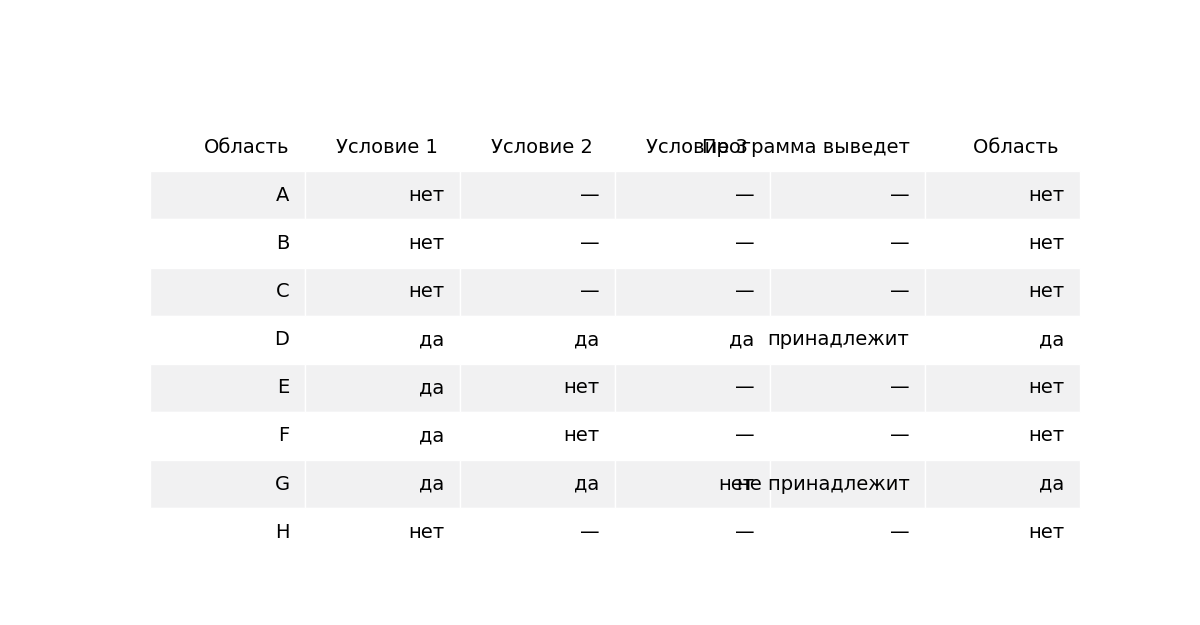 Область Условие 1 Условие 2 Условие 3 Программа выведет Область
A нет — — — нет
B нет — — — нет
C нет — — — нет
D да да да принадлежит да
E да нет — — нет
F да нет — — нет
G да да нет не принадлежит да
H нет — — — нет